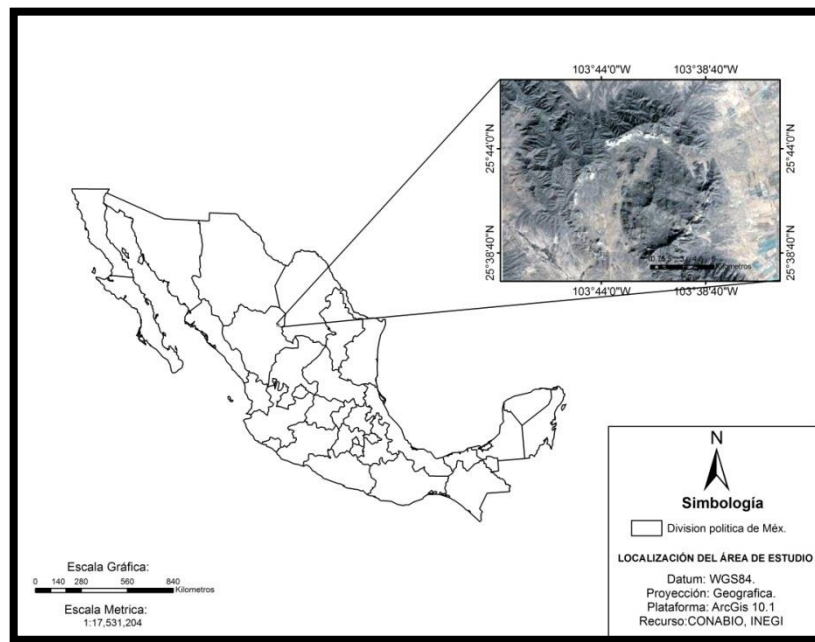 103°44'0"W 103°38'40"W
25°44'0"N 25°44'0"N
25°38'40"N 25°38'40"N
Kilometros
103°44'0"W 103°38'40"W
N
Simbología
Division politica de Méx.
LOCALIZACIÓN DEL ÁREA DE ESTUDIO
Datum: WGS84.
Proyección: Geografica.
Plataforma: ArcGis 10.1
Recurso:CONABIO, INEGI
Escala Gráfica:
0 140 280 560 840
Kilometros
Escala Metrica:
1:17,531,204